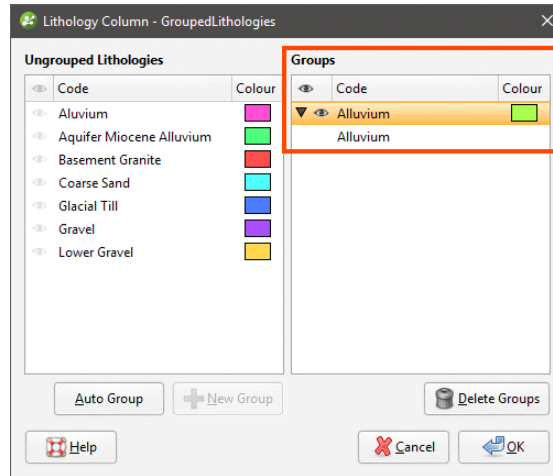 Lithology Column - GroupedLithologies
Ungrouped Lithologies
Code Colour
Aluvium
Aquifer Miocene Alluvium
Basement Granite
Coarse Sand
Glacial Till
Gravel
Lower Gravel
Auto Group
New Group
Groups
Code Colour
Alluvium
Alluvium
Delete Groups
Help
Cancel
OK